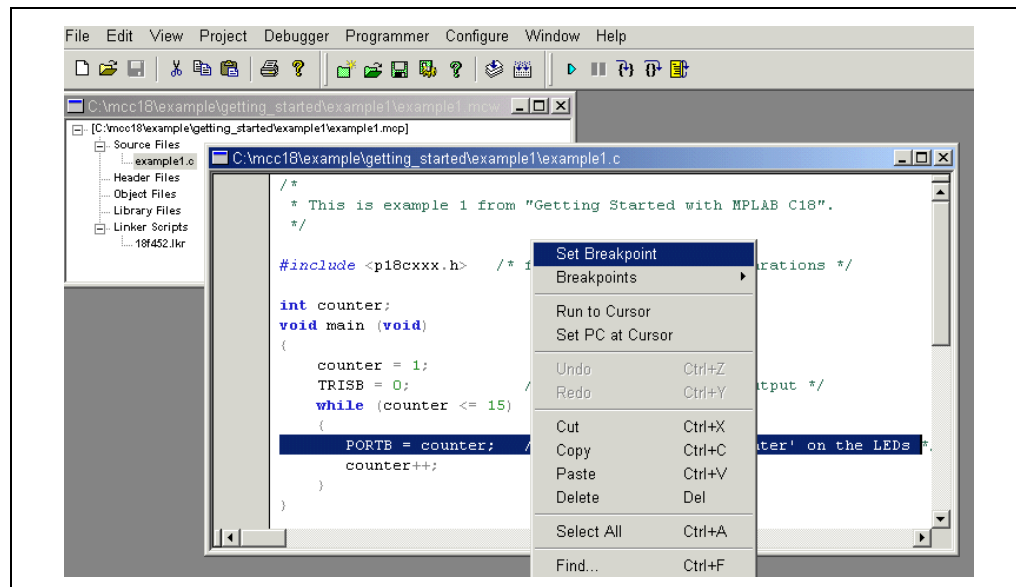 File Edit View Project Debugger Programmer Configure Window Help
C:\mcc18\example\getting_started\example1\example1.mcw
[C:\mcc18\example\getting_started\example1\example1.mcp]
Source Files
example1.c
Header Files
Object Files
Library Files
Linker Scripts
18f452.lkr
C:\mcc18\example\getting_started\example1\example1.c
/*
* This is example 1 from "Getting Started with MPLAB C18".
*/
#include <p18cxxx.h> /* f
arations */
int counter;
void main (void)
{
counter = 1;
TRISB = 0; /
tput */
while (counter <= 15)
{
PORTB = counter; /
ter' on the LEDs *
counter++;
}
}
Set Breakpoint
Breakpoints
Run to Cursor
Set PC at Cursor
Undo Ctrl+Z
Redo Ctrl+Y
Cut Ctrl+X
Copy Ctrl+C
Paste Ctrl+V
Delete Del
Select All Ctrl+A
Find... Ctrl+F